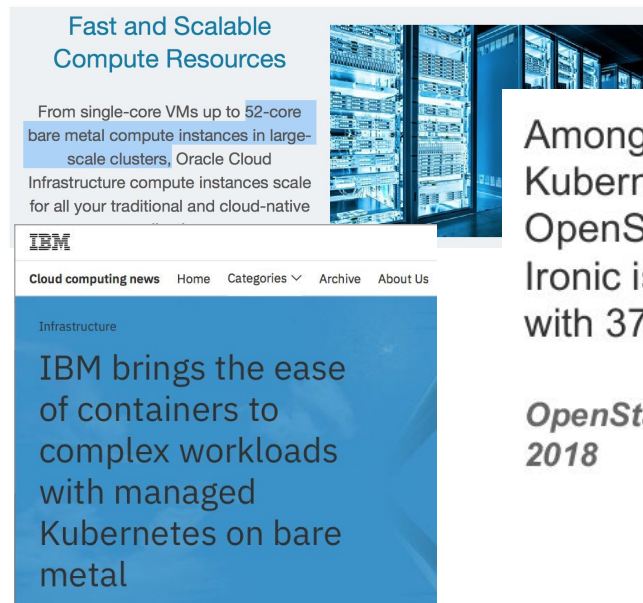 Fast and Scalable
Compute Resources
From single-core VMs up to 52-core
bare metal compute instances in large-
scale clusters, Oracle Cloud
Infrastructure compute instances scale
for all your traditional and cloud-native
IBM
Cloud computing news Home Categories Archive About Us
Infrastructure
IBM brings the ease
of containers to
complex workloads
with managed
Kubernetes on bare
metal
Among
Ironic
with 37
2018